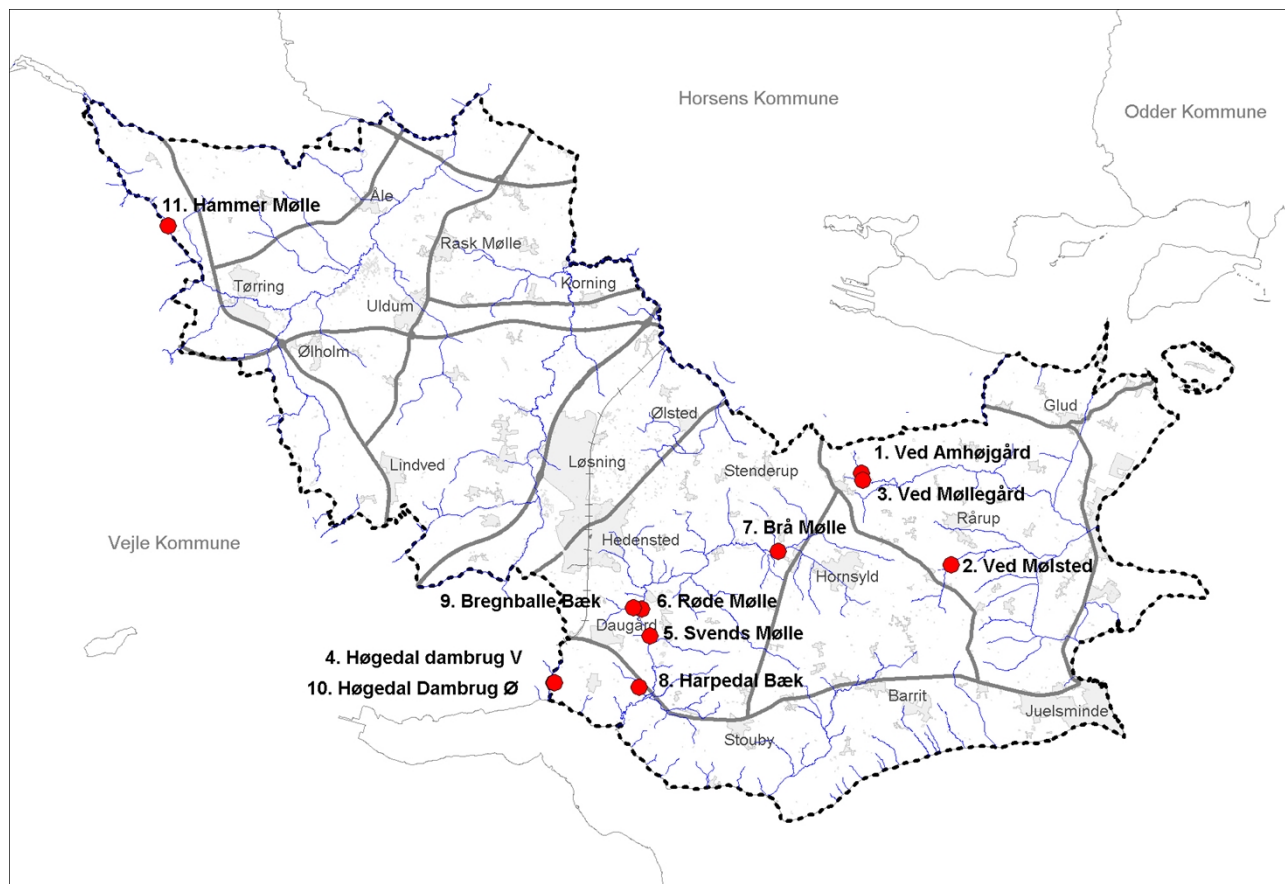 Horsens Kommune
Odder Kommune
11. Hammer Mølle
Åle
Rask Mølle
Tørring
Korning
Uldum
Ølholm
Glud
Ølsted
1. Ved Amhøjgård
Lindved
Løsning
Stenderup
3. Ved Møllegård
Rårup
7. Brå Mølle
Vejle Kommune
Hedensted
Hornsyld
2. Ved Mølsted
9. Bregnballe Bæk
6. Røde Mølle
Daugård
5. Svends Mølle
4. Høgedal dambrug V
10. Høgedal Dambrug Ø
8. Harpedal Bæk
Barrit
Juelsminde
Stouby